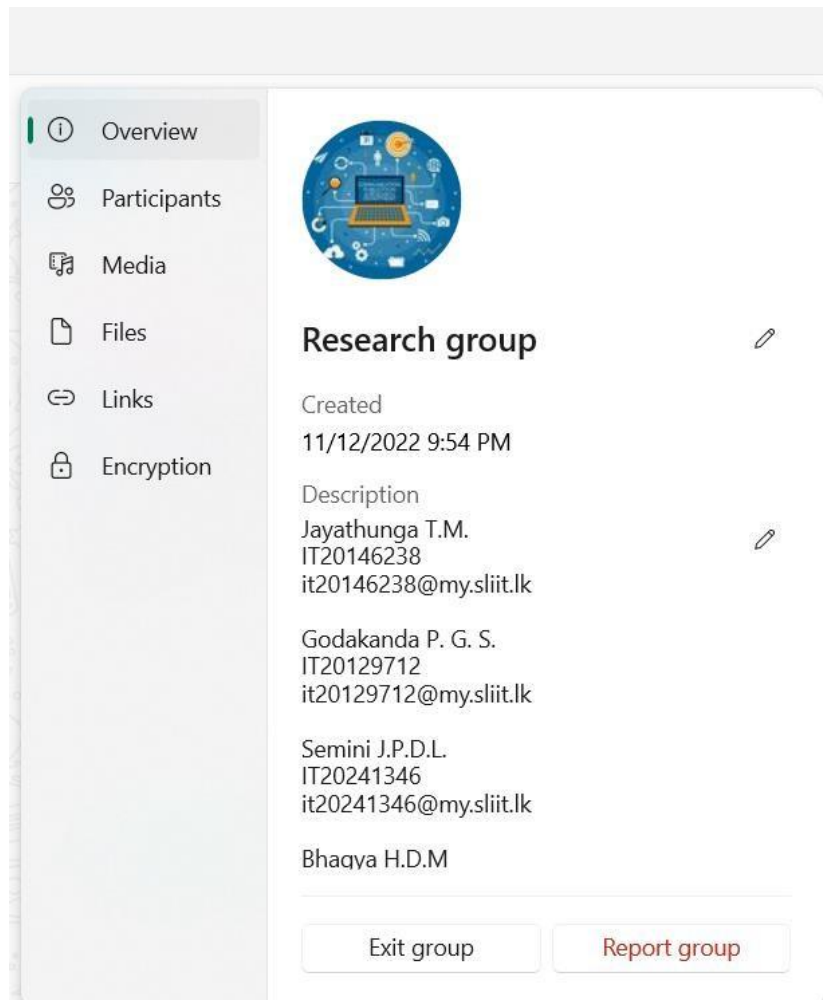 Overview
Participants
Media
Files
Links
Encryption
Research group
Created
11/12/2022 9:54 PM
Description
Jayathunga T.M.
IT20146238
it20146238@my.sliit.lk
Godakanda P. G. S.
IT20129712
it20129712@my.sliit.lk
Semini J.P.D.L.
IT20241346
it20241346@my.sliit.lk
Bhagya H.D.M
Exit group
Report group